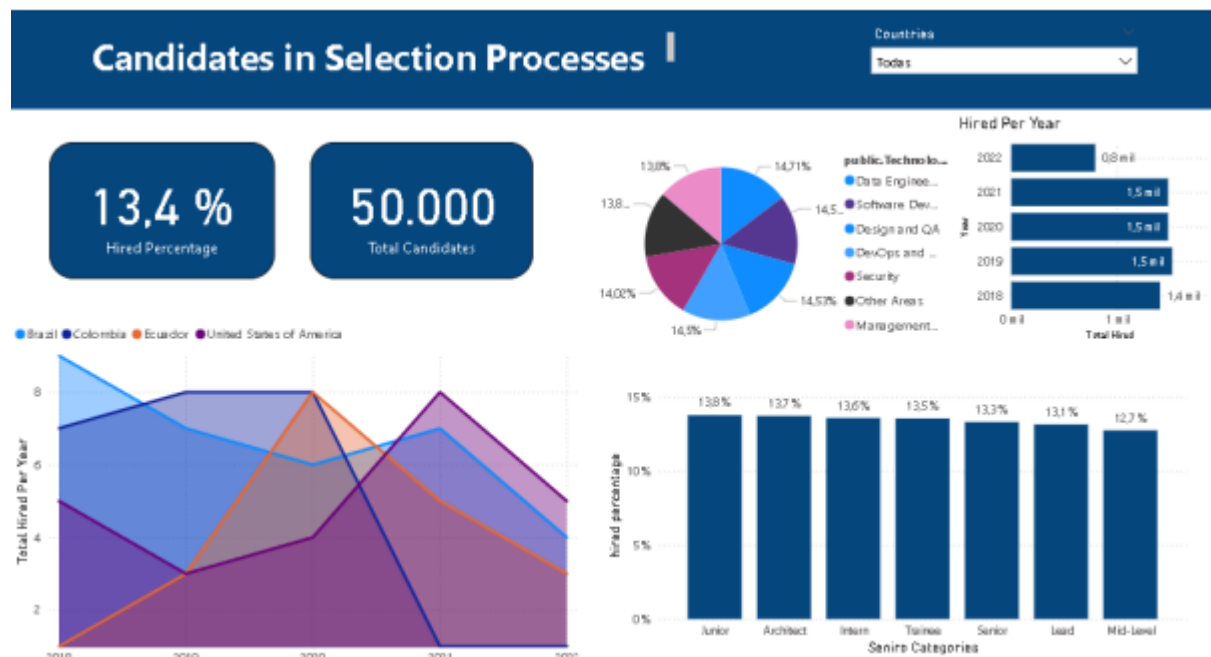 Candidates in Selection Processes
Countries
Todas
13,4 %
Hired Percentage
50.000
Total Candidates
13,8%
14,71%
13,8...
14,5...
14,02%
14,53%
14,5%
public.Technolo...
Data Enginee...
Software Dev...
Design and QA
DevOps and ...
Security
Other Areas
Management...
Hired Per Year
Year
2022
0,8 mil
2021
1,5 mil
2020
1,5 mil
2019
1,5 mil
2018
1,4 mil
0 mil
1 mil
Total Hired
Brazil
Colombia
Ecuador
United States of America
Total Hired Per Year
8
6
4
2
hired percentage
15%
10%
5%
0%
13,8%
13,7%
13,6%
13,5%
13,3%
13,1%
12,7%
Junior
Architect
Intern
Trainee
Senior
Lead
Mid-Level
Seniro Categories